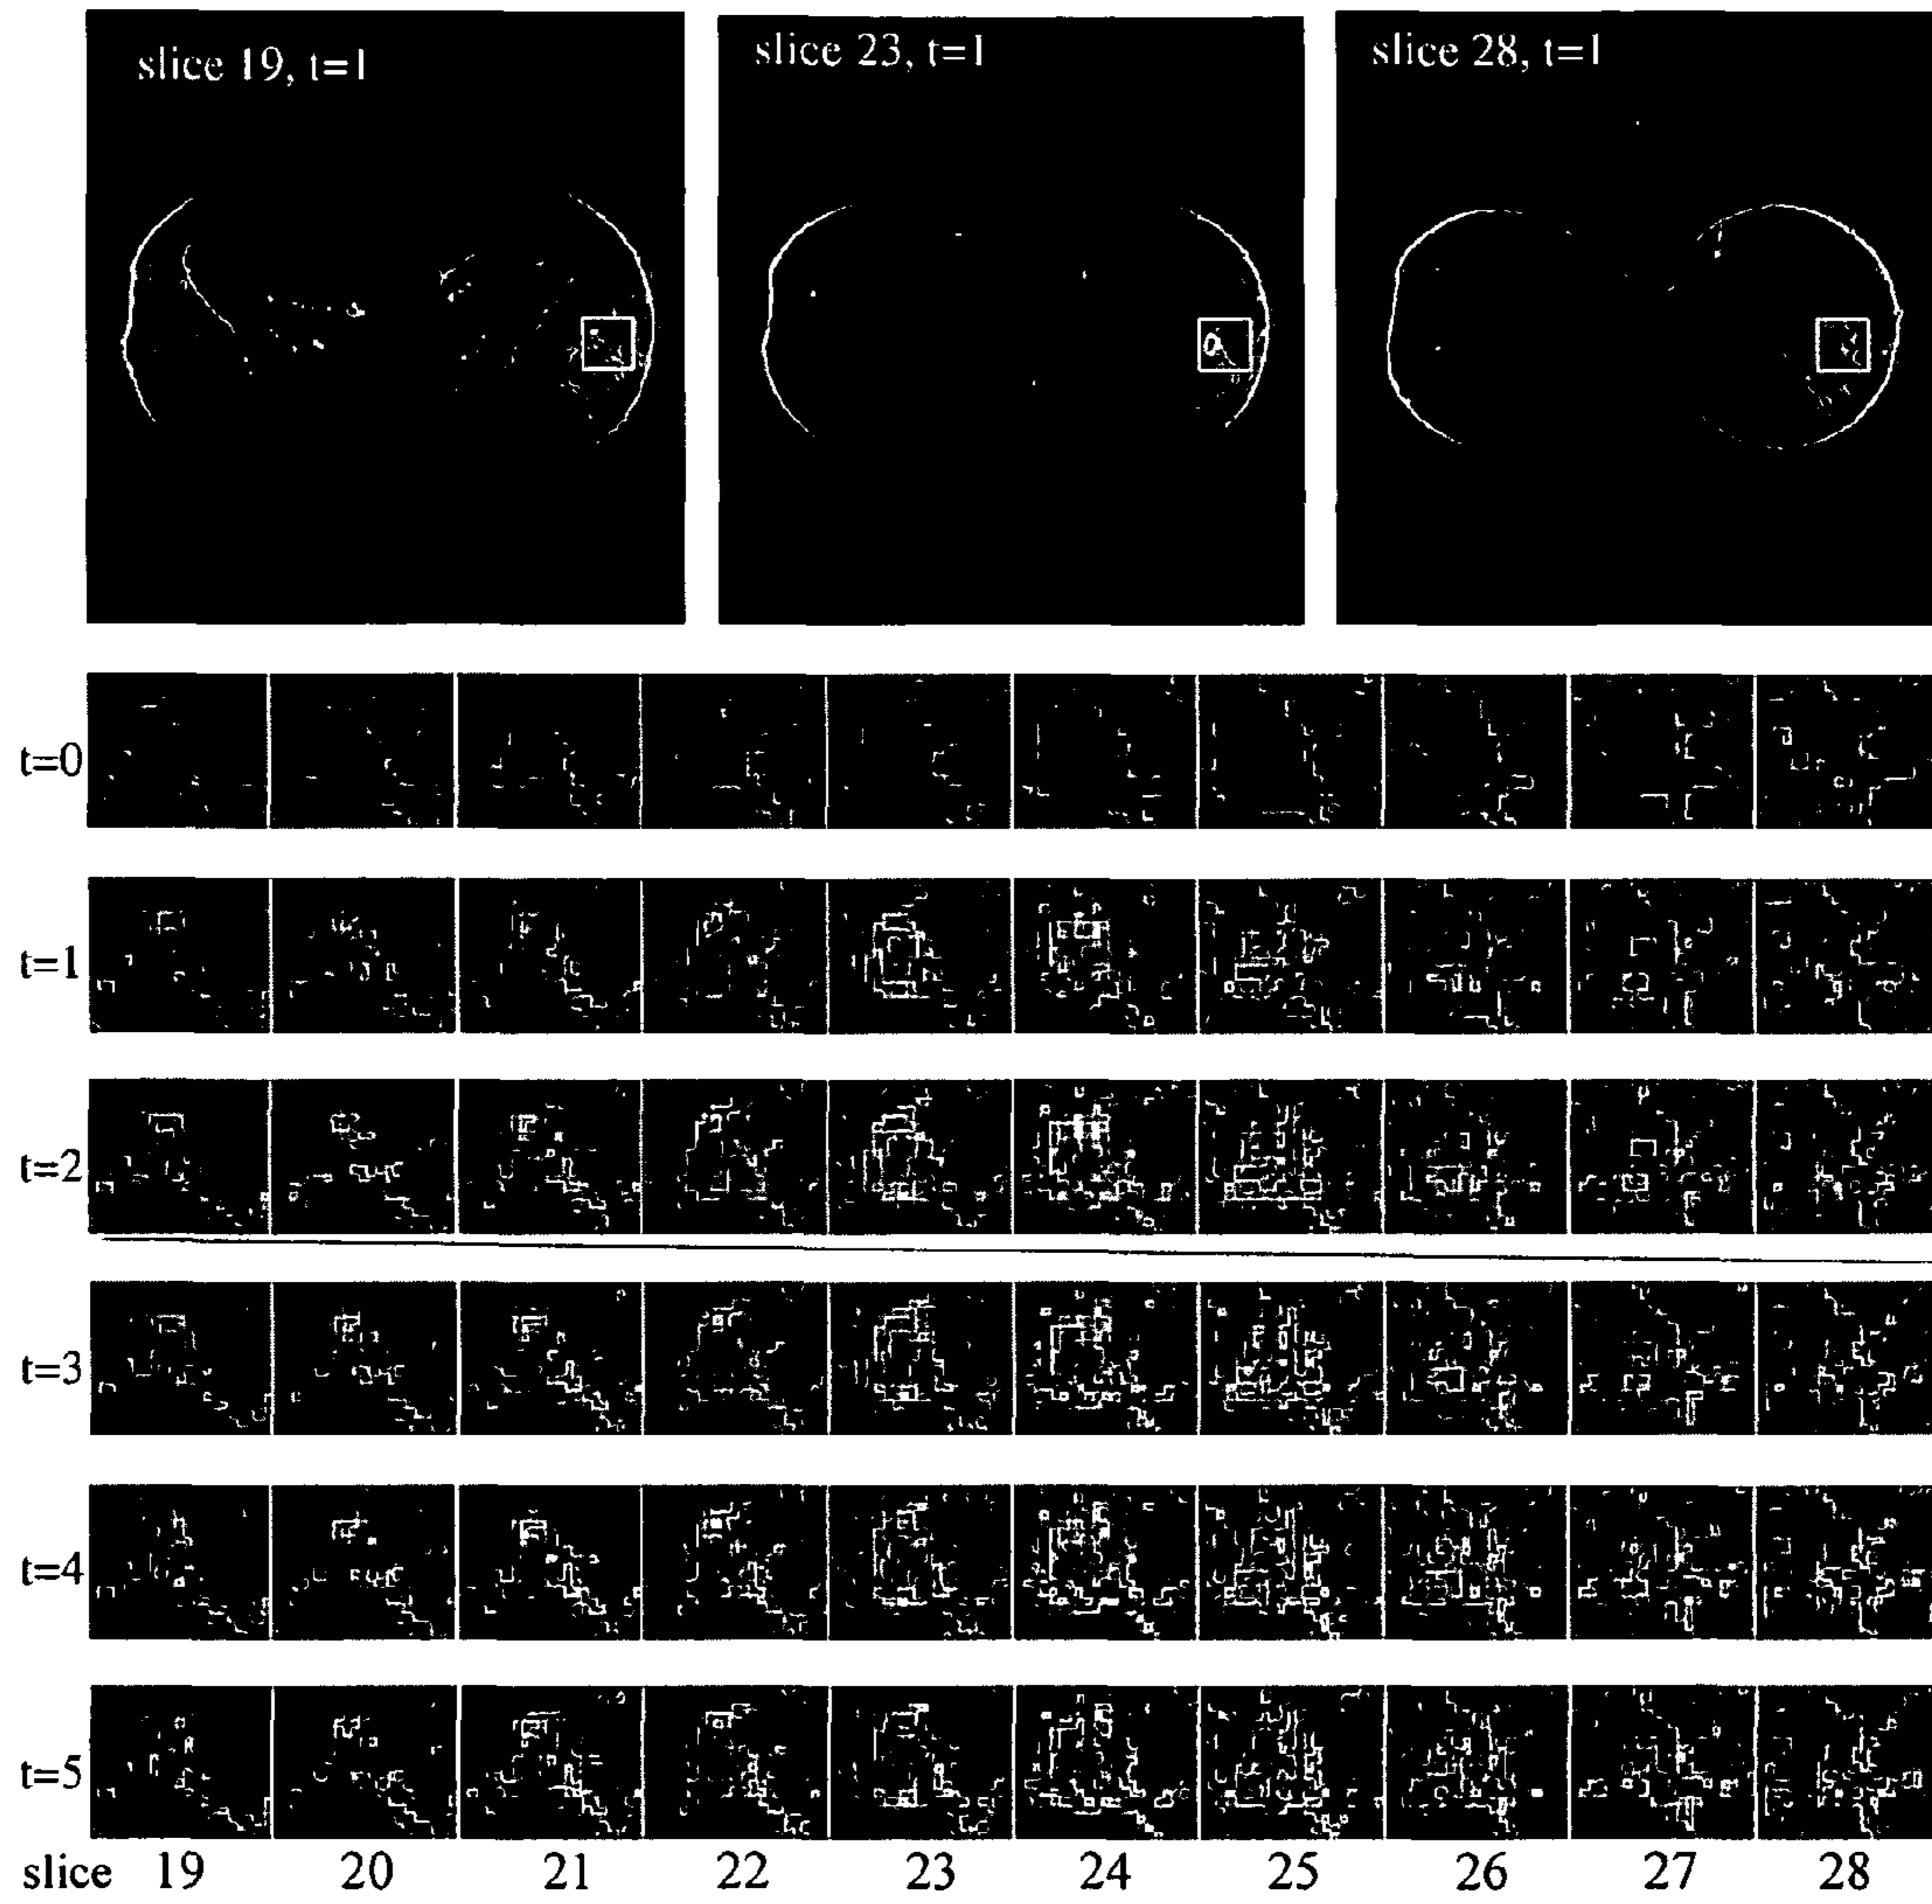 slice 19, t=1
slice 23, t=1
slice 28, t=1
t=0
t=1
t=2
t=3
t=4
t=5
slice 19 20 21 22 23 24 25 26 27 28